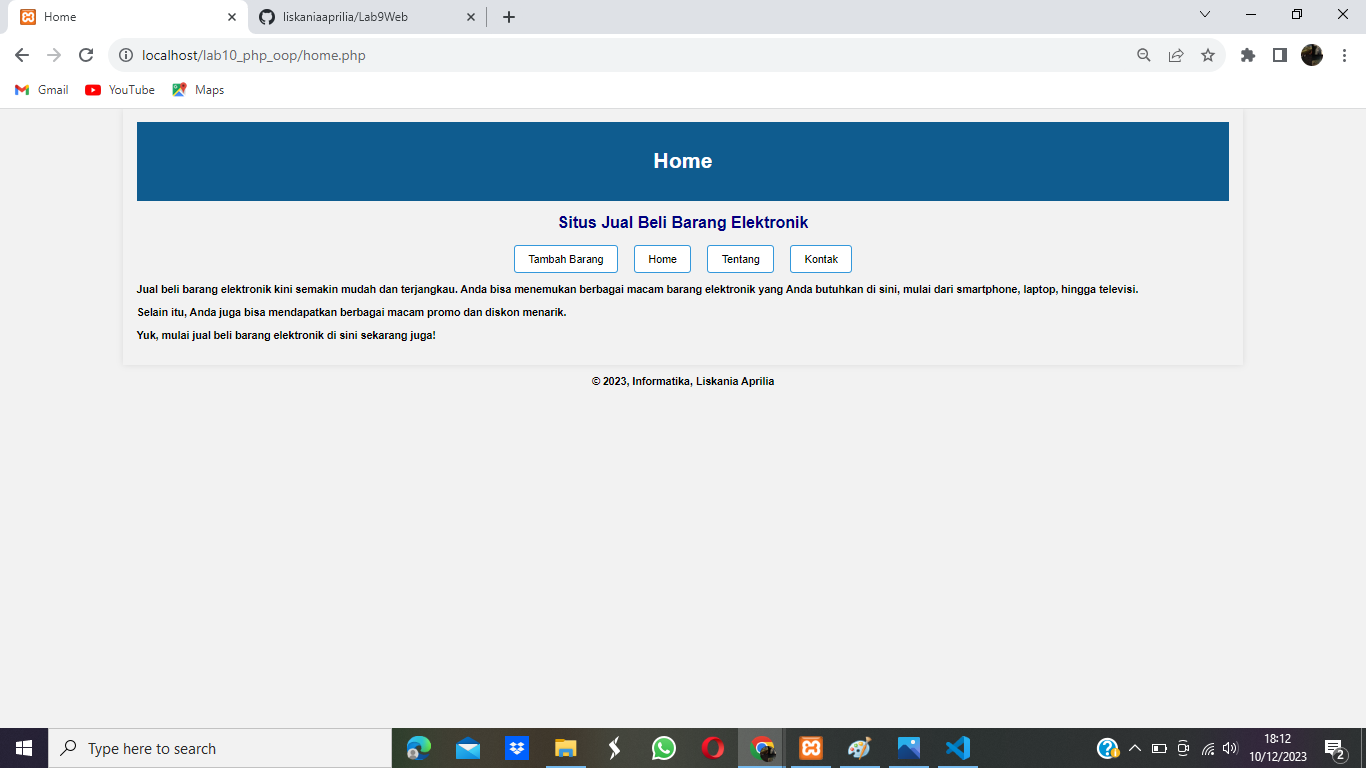 Home
liskaniaaprilia/Lab9Web
localhost/lab10_php_oop/home.php
Gmail
YouTube
Maps
Home
Situs Jual Beli Barang Elektronik
Tambah Barang
Home
Tentang
Kontak
Jual beli barang elektronik kini semakin mudah dan terjangkau. Anda bisa menemukan berbagai macam barang elektronik yang Anda butuhkan di sini, mulai dari smartphone, laptop, hingga televisi.
Selain itu, Anda juga bisa mendapatkan berbagai macam promo dan diskon menarik.
Yuk, mulai jual beli barang elektronik di sini sekarang juga!
© 2023, Informatika, Liskania Aprilia
Type here to search
18:12
10/12/2023
2